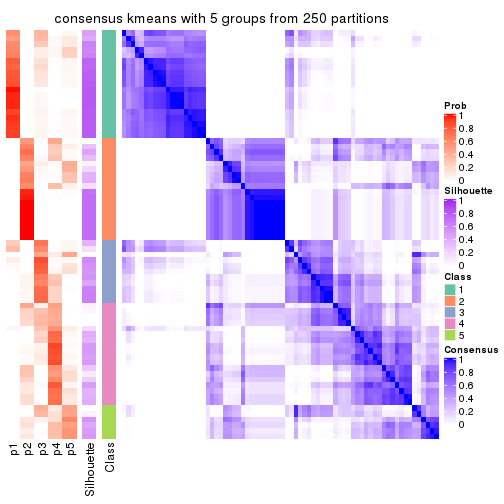 consensus kmeans with 5 groups from 250 partitions
Prob
1
0.8
0.6
0.4
0.2
0
Silhouette
1
0.8
0.6
0.4
0.2
0
Class
1
2
3
4
5
Consensus
1
0.8
0.6
0.4
0.2
0
p1
p2
p3
p4
p5
Silhouette
Class